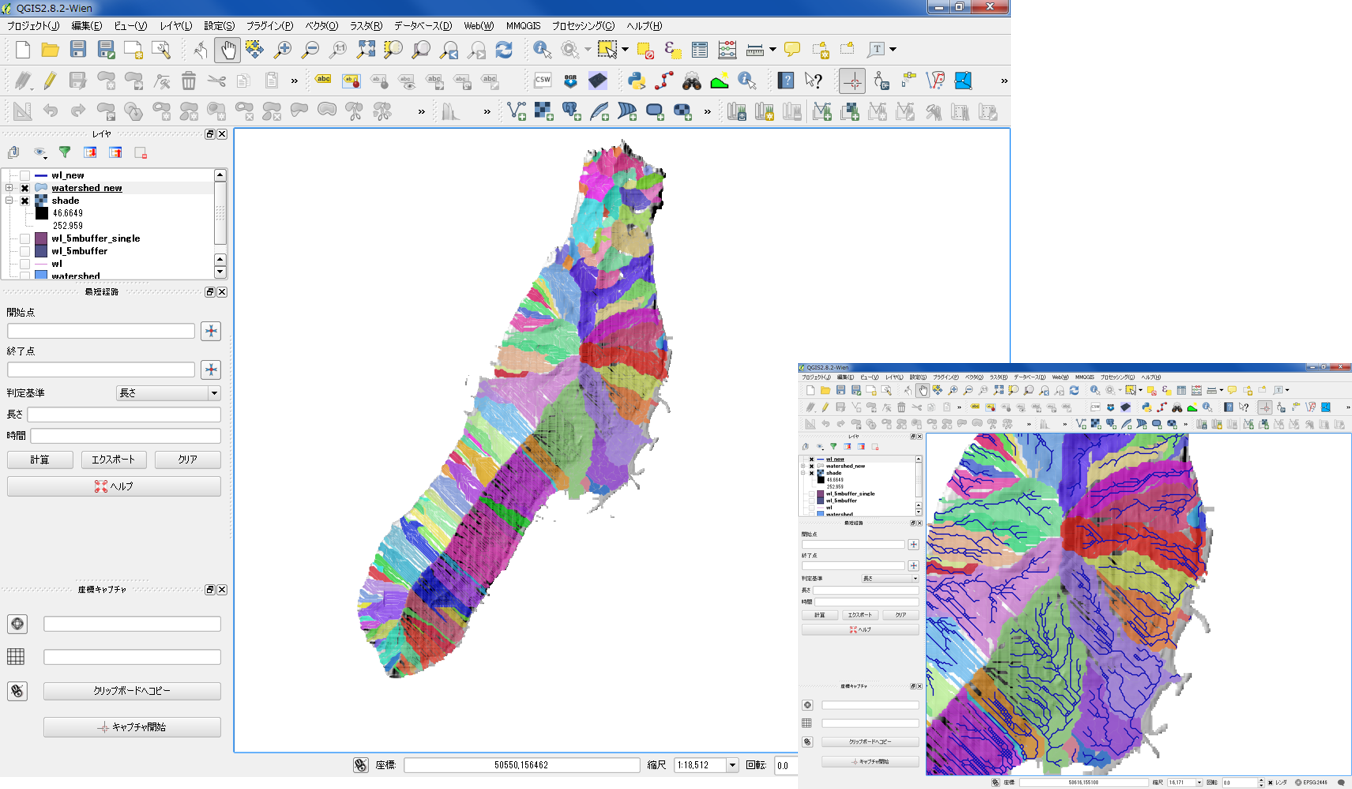 QGIS2.8.2-Wien
プロジェクト(J) 編集(E) ビュー(V) レイヤ(L) 設定(S) プラグイン(P) ベクタ(O) ラスタ(R) データベース(D) Web(W) MMQGIS プロセッシング(C) ヘルプ(H)
レイヤ
wl_new
watershed_new
shade
46.6649
252.959
wl_5mbuffer_single
wl_5mbuffer
wl
watershed
最短経路
開始点
終了点
判定基準 長さ
長さ
時間
計算 エクスポート クリア
ヘルプ
座標キャプチャ
クリップボードへコピー
キャプチャ開始
座標: 50550,156462 縮尺 1:18,512 回転: 0.0
QGIS2.8.2-Wien
プロジェクト(J) 編集(E) ビュー(V) レイヤ(L) 設定(S) プラグイン(P) ベクタ(O) ラスタ(R) データベース(D) Web(W) MMQGIS プロセッシング(C) ヘルプ(H)
レイヤ
wl_new
watershed_new
shade
46.6649
252.959
wl_5mbuffer_single
wl_5mbuffer
wl
watershed
最短経路
開始点
終了点
判定基準 長さ
長さ
時間
計算 エクスポート クリア
ヘルプ
座標キャプチャ
クリップボードへコピー
キャプチャ開始
座標: 縮尺 回転: 0.0 レンダ EPSG:2446